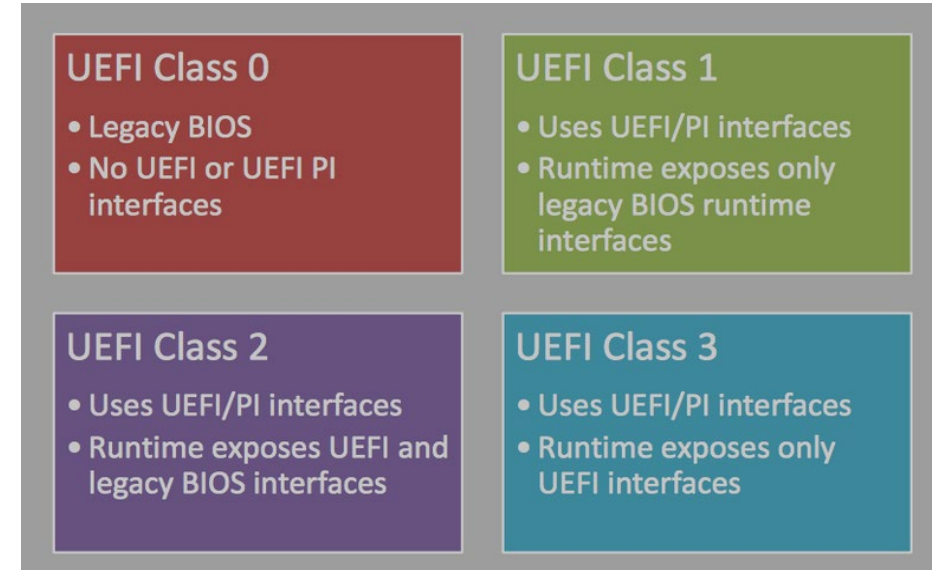 UEFI Class 0
• Legacy BIOS
• No UEFI or UEFI PI
interfaces
UEFI Class 1
• Uses UEFI/PI interfaces
• Runtime exposes only
legacy BIOS runtime
interfaces
UEFI Class 2
• Uses UEFI/PI interfaces
• Runtime exposes UEFI and
legacy BIOS interfaces
UEFI Class 3
• Uses UEFI/PI interfaces
• Runtime exposes only
UEFI interfaces